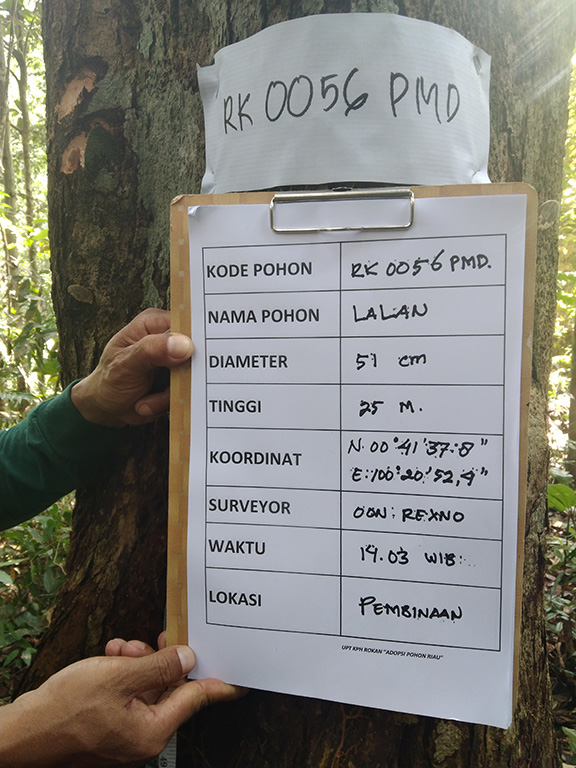 RK 0056 PMD
KODE POHON RK 0056 PMD.
NAMA POHON LALAN
DIAMETER 51 cm
TINGGI 25 M.
KOORDINAT N: 00°41'37.8"
E: 100°20'52,4"
SURVEYOR OON: REXNO
WAKTU 14.03 WIB:
LOKASI PEMBINAAN
UPT KPH ROKAN "ADOPSI POHON RIAU"